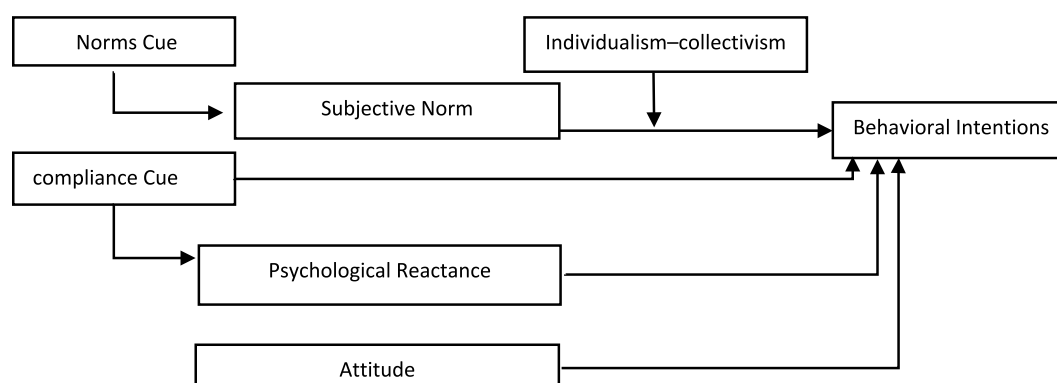 Norms Cue
Individualism–collectivism
Subjective Norm
Behavioral Intentions
compliance Cue
Psychological Reactance
Attitude